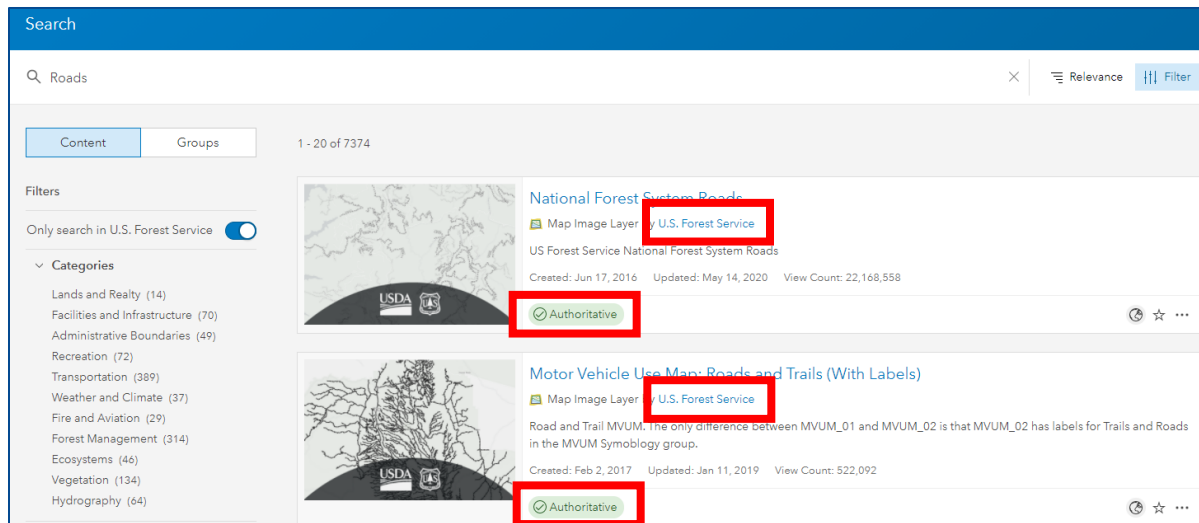 Search
Roads
Relevance
Filter
Content
Groups
1 - 20 of 7374
Filters
Only search in U.S. Forest Service
Categories
Lands and Realty (14)
Facilities and Infrastructure (70)
Administrative Boundaries (49)
Recreation (72)
Transportation (389)
Weather and Climate (37)
Fire and Aviation (29)
Forest Management (314)
Ecosystems (46)
Vegetation (134)
Hydrography (64)
USDA
National Forest System Roads
Map Image Layer by U.S. Forest Service
US Forest Service National Forest System Roads
Created: Jun 17, 2016 Updated: May 14, 2020 View Count: 22,168,558
Authoritative
USDA
Motor Vehicle Use Map: Roads and Trails (With Labels)
Map Image Layer by U.S. Forest Service
Road and Trail MVUM. The only difference between MVUM_01 and MVUM_02 is that MVUM_02 has labels for Trails and Roads
in the MVUM Symoblogy group.
Created: Feb 2, 2017 Updated: Jan 11, 2019 View Count: 522,092
Authoritative